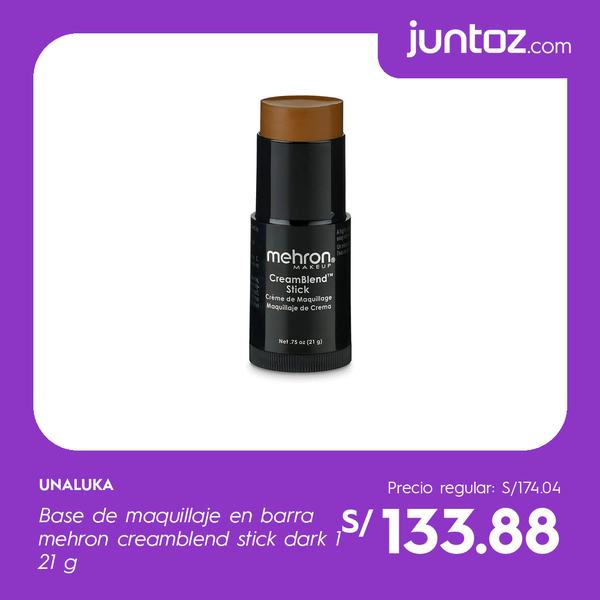 juntoz.com
mehron
MAKEUP
CreamBlend™
Stick
Crème de Maquillage
Maquillaje de Crema
Net .75 oz (21 g)
UNALUKA
Base de maquillaje en barra
mehron creamblend stick dark 1
21 g
Precio regular: S/174.04
S/ 133.88